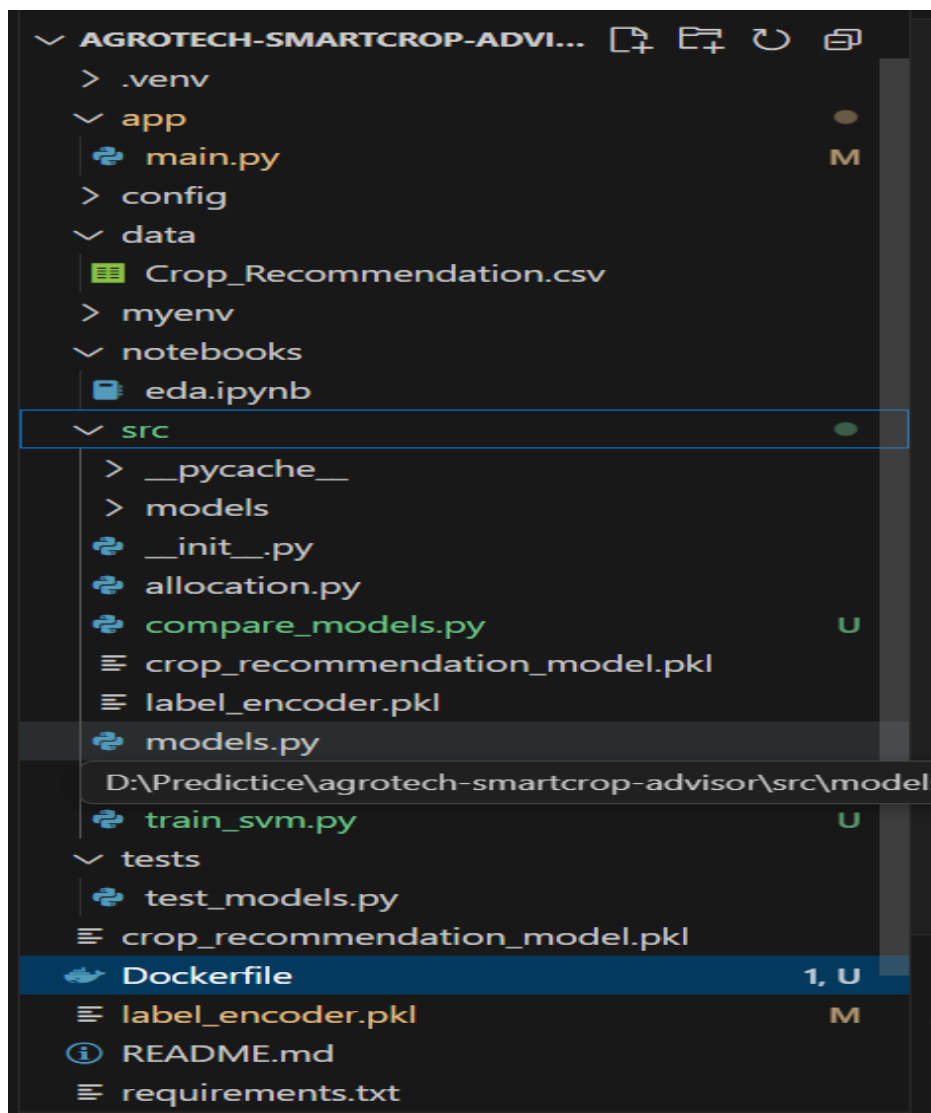 AGROTECH-SMARTCROP-ADVI...
.venv
app
main.py M
config
data
Crop_Recommendation.csv
myenv
notebooks
eda.ipynb
src
__pycache__
models
__init__.py
allocation.py
compare_models.py U
crop_recommendation_model.pkl
label_encoder.pkl
models.py
D:\Predictice\agrotech-smartcrop-advisor\src\models
train_svm.py U
tests
test_models.py
crop_recommendation_model.pkl
Dockerfile 1, U
label_encoder.pkl M
README.md
requirements.txt